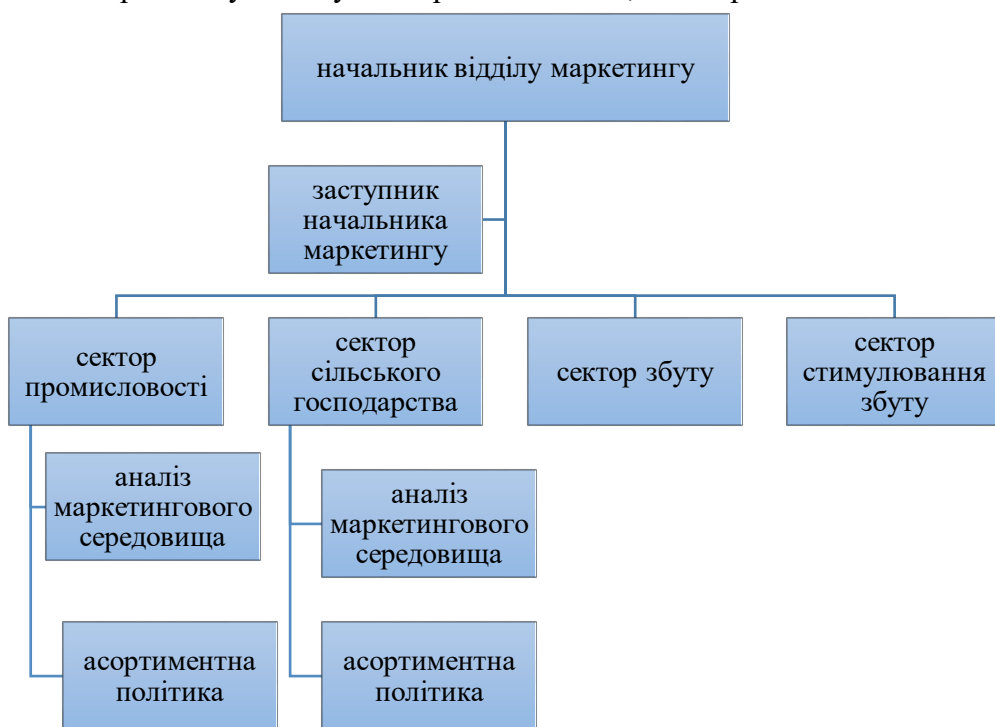 начальник відділу маркетингу
заступник
начальника
маркетингу
сектор
промисловості
сектор
сільського
господарства
сектор збуту
сектор
стимулювання
збуту
аналіз
маркетингового
середовища
аналіз
маркетингового
середовища
асортиментна
політика
асортиментна
політика